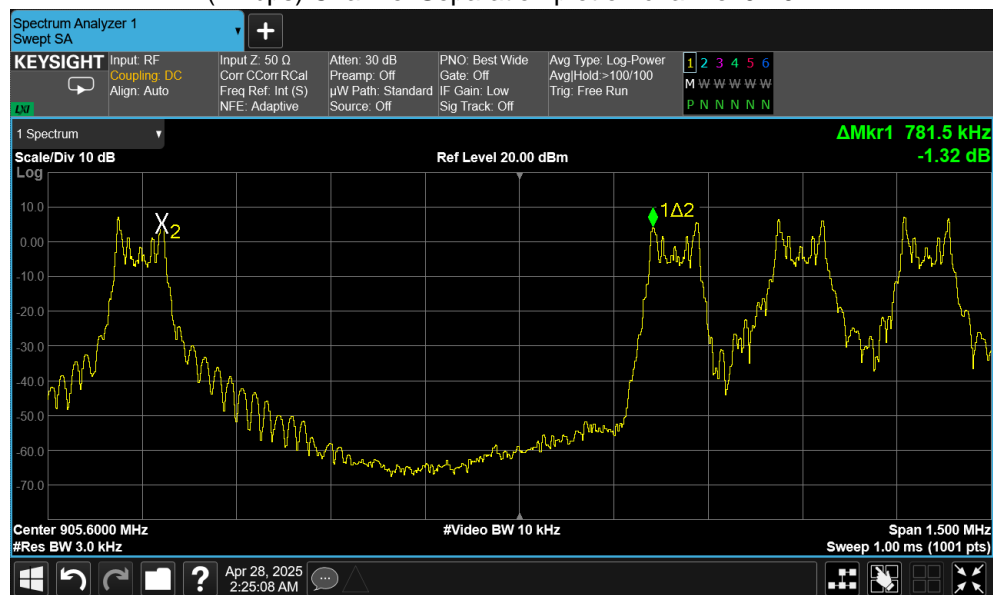 Spectrum Analyzer 1
Swept SA
+
KEYSIGHT
Input: RF
Coupling: DC
Align: Auto
Input Z: 50 Ω
Corr CCorr RCal
Freq Ref: Int (S)
NFE: Adaptive
Atten: 30 dB
Preamp: Off
µW Path: Standard
Source: Off
PNO: Best Wide
Gate: Off
IF Gain: Low
Sig Track: Off
Avg Type: Log-Power
Avg|Hold:>100/100
Trig: Free Run
1 2 3 4 5 6
M W W W W W
P N N N N N
LXI
1 Spectrum
ΔMkr1 781.5 kHz
Scale/Div 10 dB
Ref Level 20.00 dBm
-1.32 dB
Log
10.0
0.00
-10.0
-20.0
-30.0
-40.0
-50.0
-60.0
-70.0
X2
1Δ2
Center 905.6000 MHz
#Video BW 10 kHz
Span 1.500 MHz
#Res BW 3.0 kHz
Sweep 1.00 ms (1001 pts)
?
Apr 28, 2025
2:25:08 AM